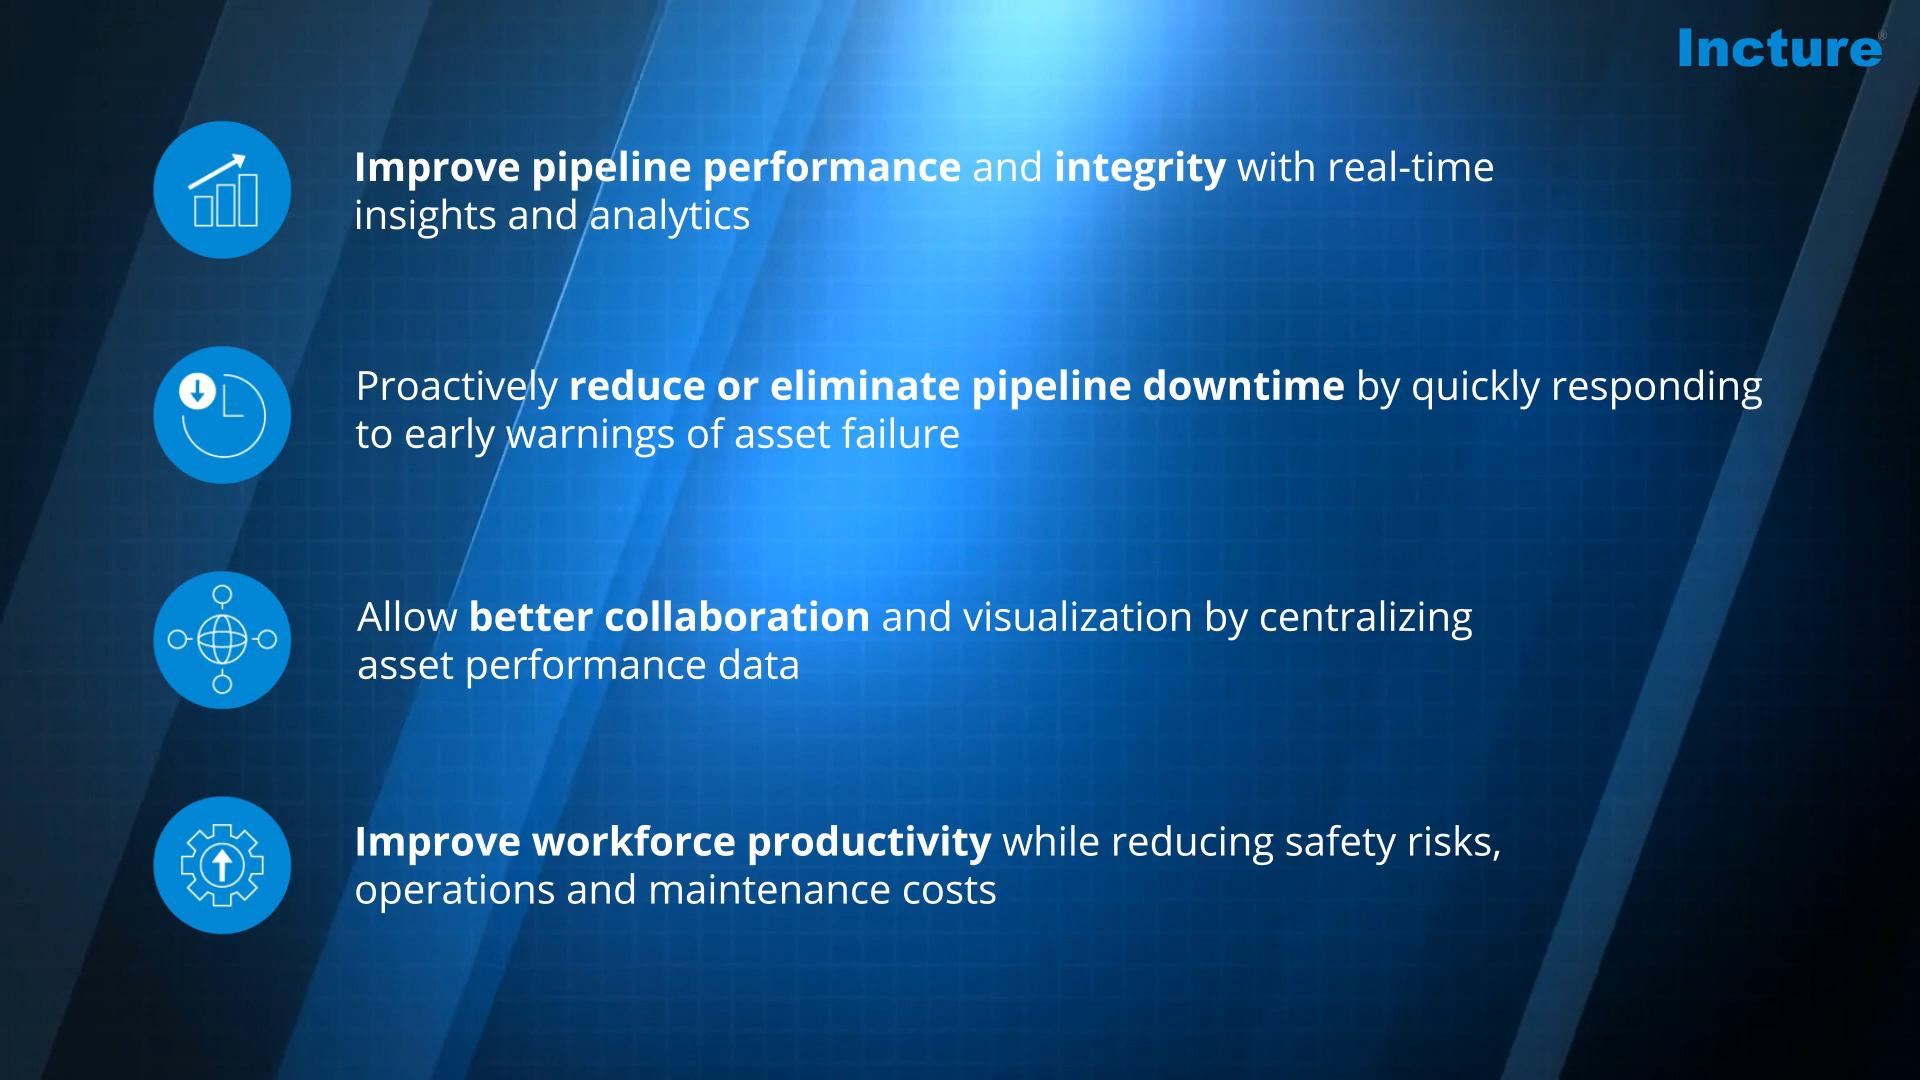 Incture®
Improve pipeline performance and integrity with real-time
insights and analytics
Proactively reduce or eliminate pipeline downtime by quickly responding
to early warnings of asset failure
Allow better collaboration and visualization by centralizing
asset performance data
Improve workforce productivity while reducing safety risks,
operations and maintenance costs